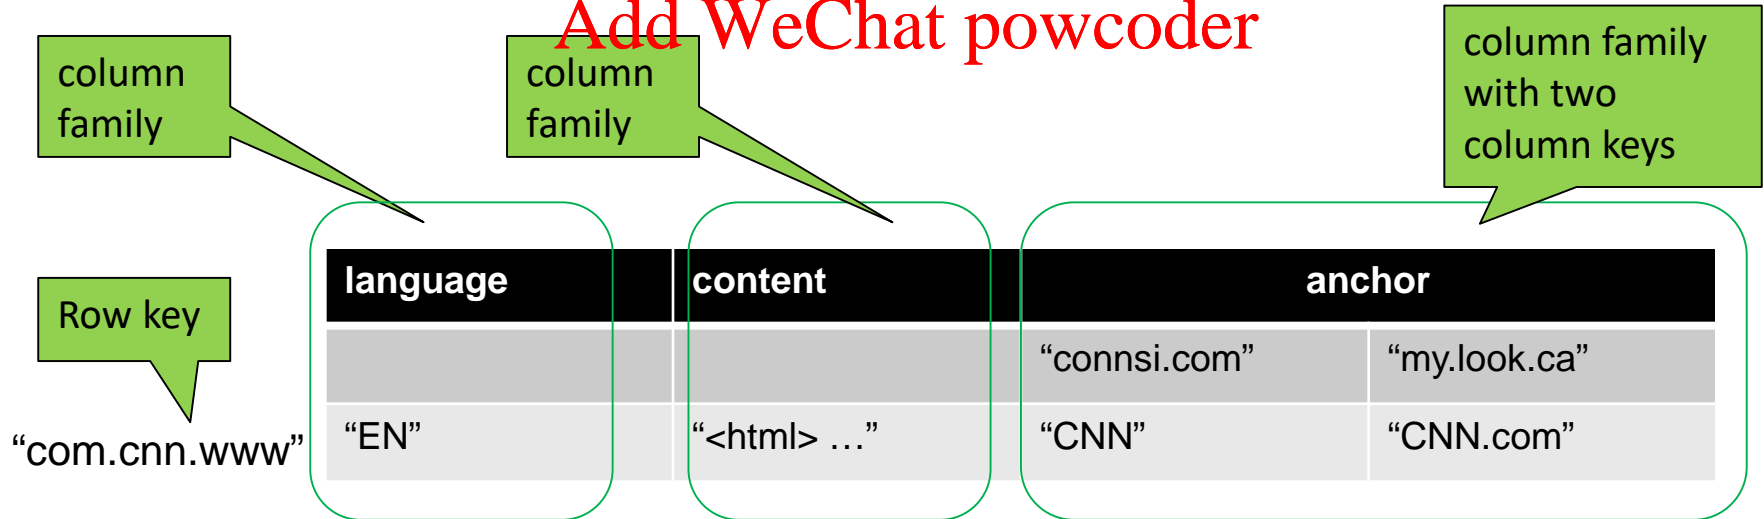 Add WeChat powcoder
column
family
column
family
column family
with two
column keys
Row key
language content anchor
“connsi.com” “my.look.ca”
“com.cnn.www” “EN” “<html> …” “CNN” “CNN.com”